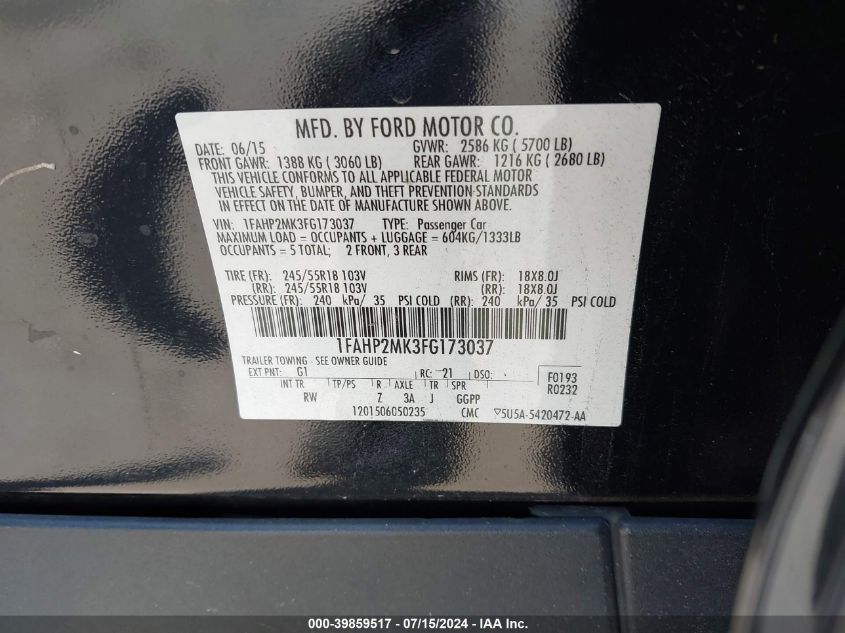 MFD. BY FORD MOTOR CO.
DATE: 06/15 GVWR: 2586 KG ( 5700 LB)
FRONT GAWR: 1388 KG ( 3060 LB) REAR GAWR: 1216 KG ( 2680 LB)
THIS VEHICLE CONFORMS TO ALL APPLICABLE FEDERAL MOTOR
VEHICLE SAFETY, BUMPER, AND THEFT PREVENTION STANDARDS
IN EFFECT ON THE DATE OF MANUFACTURE SHOWN ABOVE.
VIN: 1FAHP2MK3FG173037 TYPE: Passenger Car
MAXIMUM LOAD = OCCUPANTS + LUGGAGE = 604KG/1333LB
OCCUPANTS = 5 TOTAL; 2 FRONT, 3 REAR
TIRE (FR): 245/55R18 103V RIMS (FR): 18X8.0J
(RR): 245/55R18 103V (RR): 18X8.0J
PRESSURE (FR): 240 kPa/ 35 PSI COLD (RR): 240 kPa/ 35 PSI COLD
1FAHP2MK3FG173037
TRAILER TOWING - SEE OWNER GUIDE
EXT PNT: G1 RC: 21 DSO: F0193
INT TR TP/PS R AXLE TR SPR R0232
RW Z 3A J GGPP
1201506050235 CMC ▽5U5A-5420472-AA
000-39859517 / 07/15/2024 - IAA Inc.